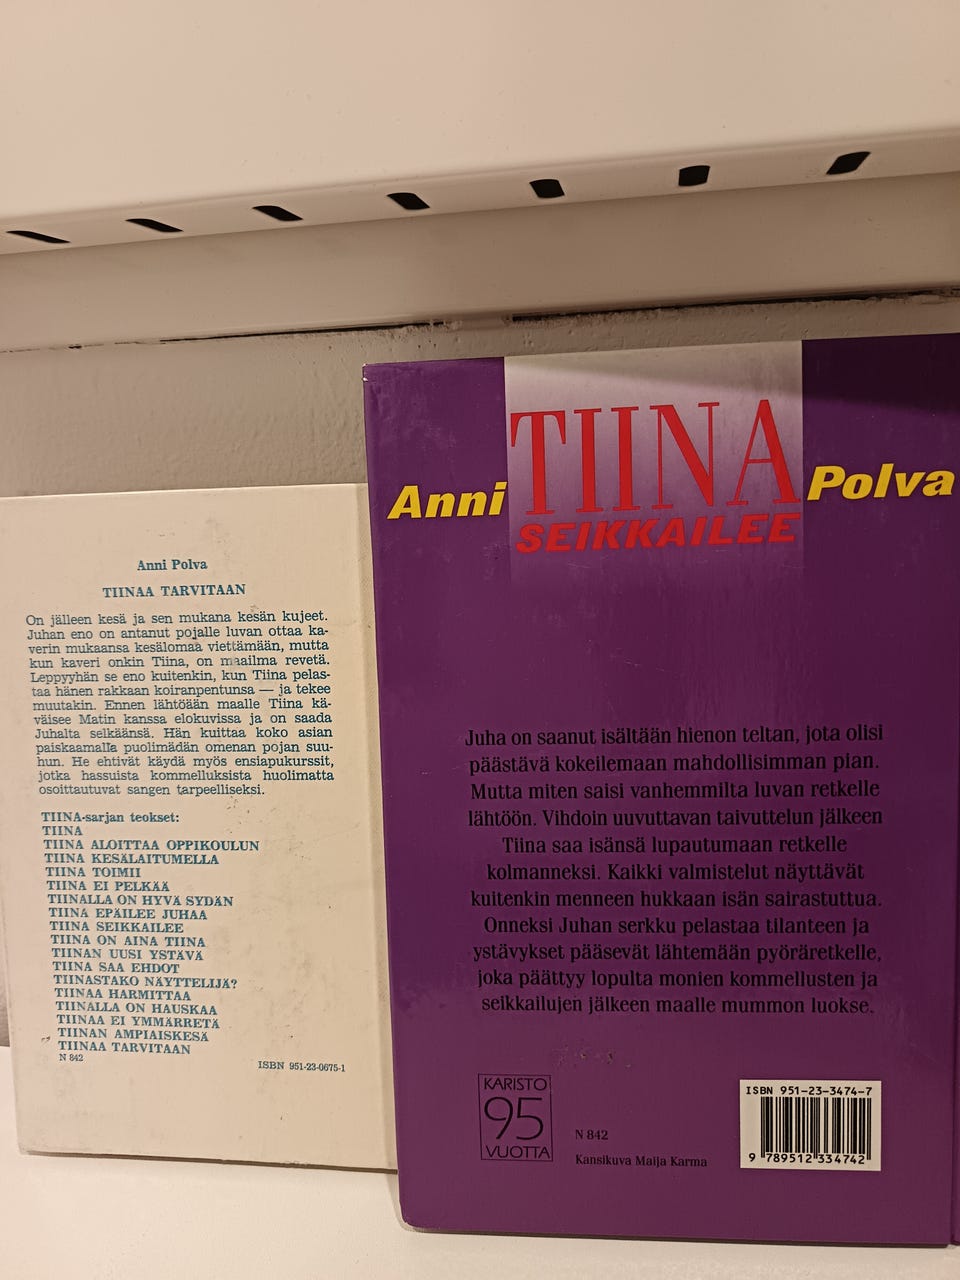 Anni Polva
TIINAA TARVITAAN
On jälleen kesä ja sen mukana kesän kujeet.
Juhan eno on antanut pojalle luvan ottaa ka-
verin mukaansa kesälomaa viettämään, mutta
kun kaveri onkin Tiina, on maailma revetä.
Leppyyhän se eno kuitenkin, kun Tiina pelas-
taa hänen rakkaan koiranpentunsa — ja tekee
muutakin. Ennen lähtöään maalle Tiina kä-
väisee Matin kanssa elokuvissa ja on saada
Juhalta selkäänsä. Hän kuittaa koko asian
paiskaamalla puolimädän omenan pojan suu-
hun. He ehtivät käydä myös ensiapukurssit,
jotka hassuista kommelluksista huolimatta
osoittautuvat sangen tarpeelliseksi.
TIINA-sarjan teokset:
TIINA
TIINA ALOITTAA OPPIKOULUN
TIINA KESÄLAITUMELLA
TIINA TOIMII
TIINA EI PELKÄÄ
TIINALLA ON HYVÄ SYDÄN
TIINA EPÄILEE JUHAA
TIINA SEIKKAILEE
TIINA ON AINA TIINA
TIINAN UUSI YSTÄVÄ
TIINA SAA EHDOT
TIINASTAKO NÄYTTELIJÄ?
TIINAA HARMITTAA
TIINALLA ON HAUSKAA
TIINAA EI YMMÄRRETÄ
TIINAN AMPIAISKESÄ
TIINAA TARVITAAN
N 842
ISBN 951-23-0675-1
Anni TIINA Polva
SEIKKAILEE
Juha on saanut isältään hienon teltan, jota olisi
päästävä kokeilemaan mahdollisimman pian.
Mutta miten saisi vanhemmilta luvan retkelle
lähtöön. Vihdoin uuvuttavan taivuttelun jälkeen
Tiina saa isänsä lupautumaan retkelle
kolmanneksi. Kaikki valmistelut näyttävät
kuitenkin menneen hukkaan isän sairastuttua.
Onneksi Juhan serkku pelastaa tilanteen ja
ystävykset pääsevät lähtemään pyöräretkelle,
joka päättyy lopulta monien kommellusten ja
seikkailujen jälkeen maalle mummon luokse.
KARISTO
95
VUOTTA
N 842
Kansikuva Maija Karma
ISBN 951-23-3474-7
9 789512 334742